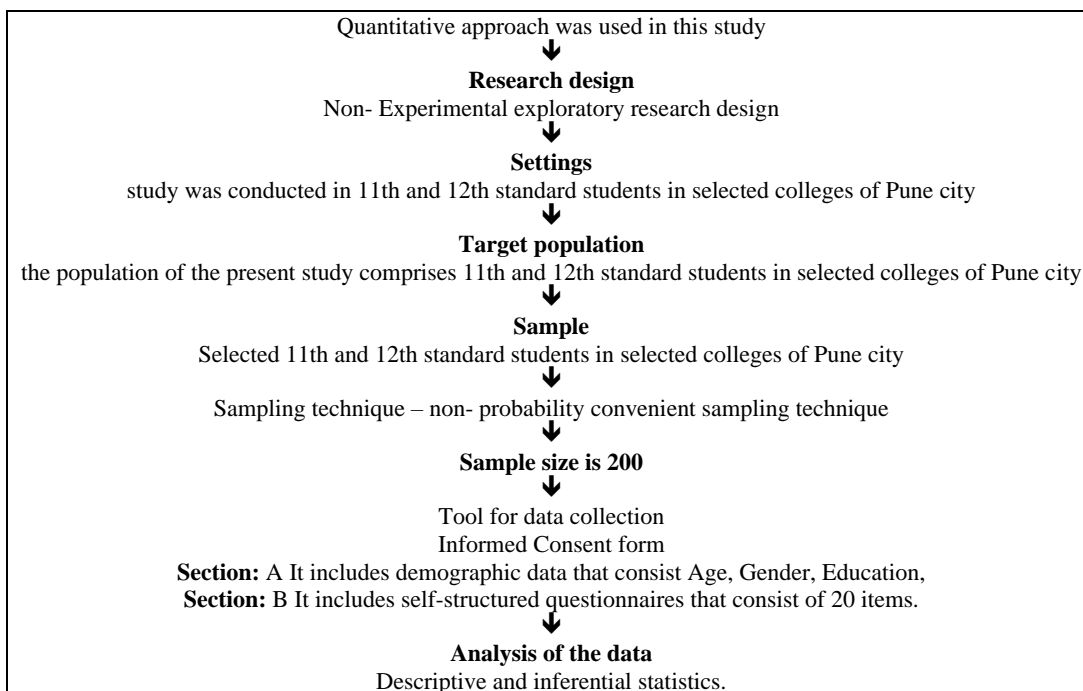 Quantitative approach was used in this study
Research design
Non- Experimental exploratory research design
Settings
study was conducted in 11th and 12th standard students in selected colleges of Pune city
Target population
the population of the present study comprises 11th and 12th standard students in selected colleges of Pune city
Sample
Selected 11th and 12th standard students in selected colleges of Pune city
Sampling technique – non- probability convenient sampling technique
Sample size is 200
Tool for data collection
Informed Consent form
Section: A It includes demographic data that consist Age, Gender, Education,
Section: B It includes self-structured questionnaires that consist of 20 items.
Analysis of the data
Descriptive and inferential statistics.